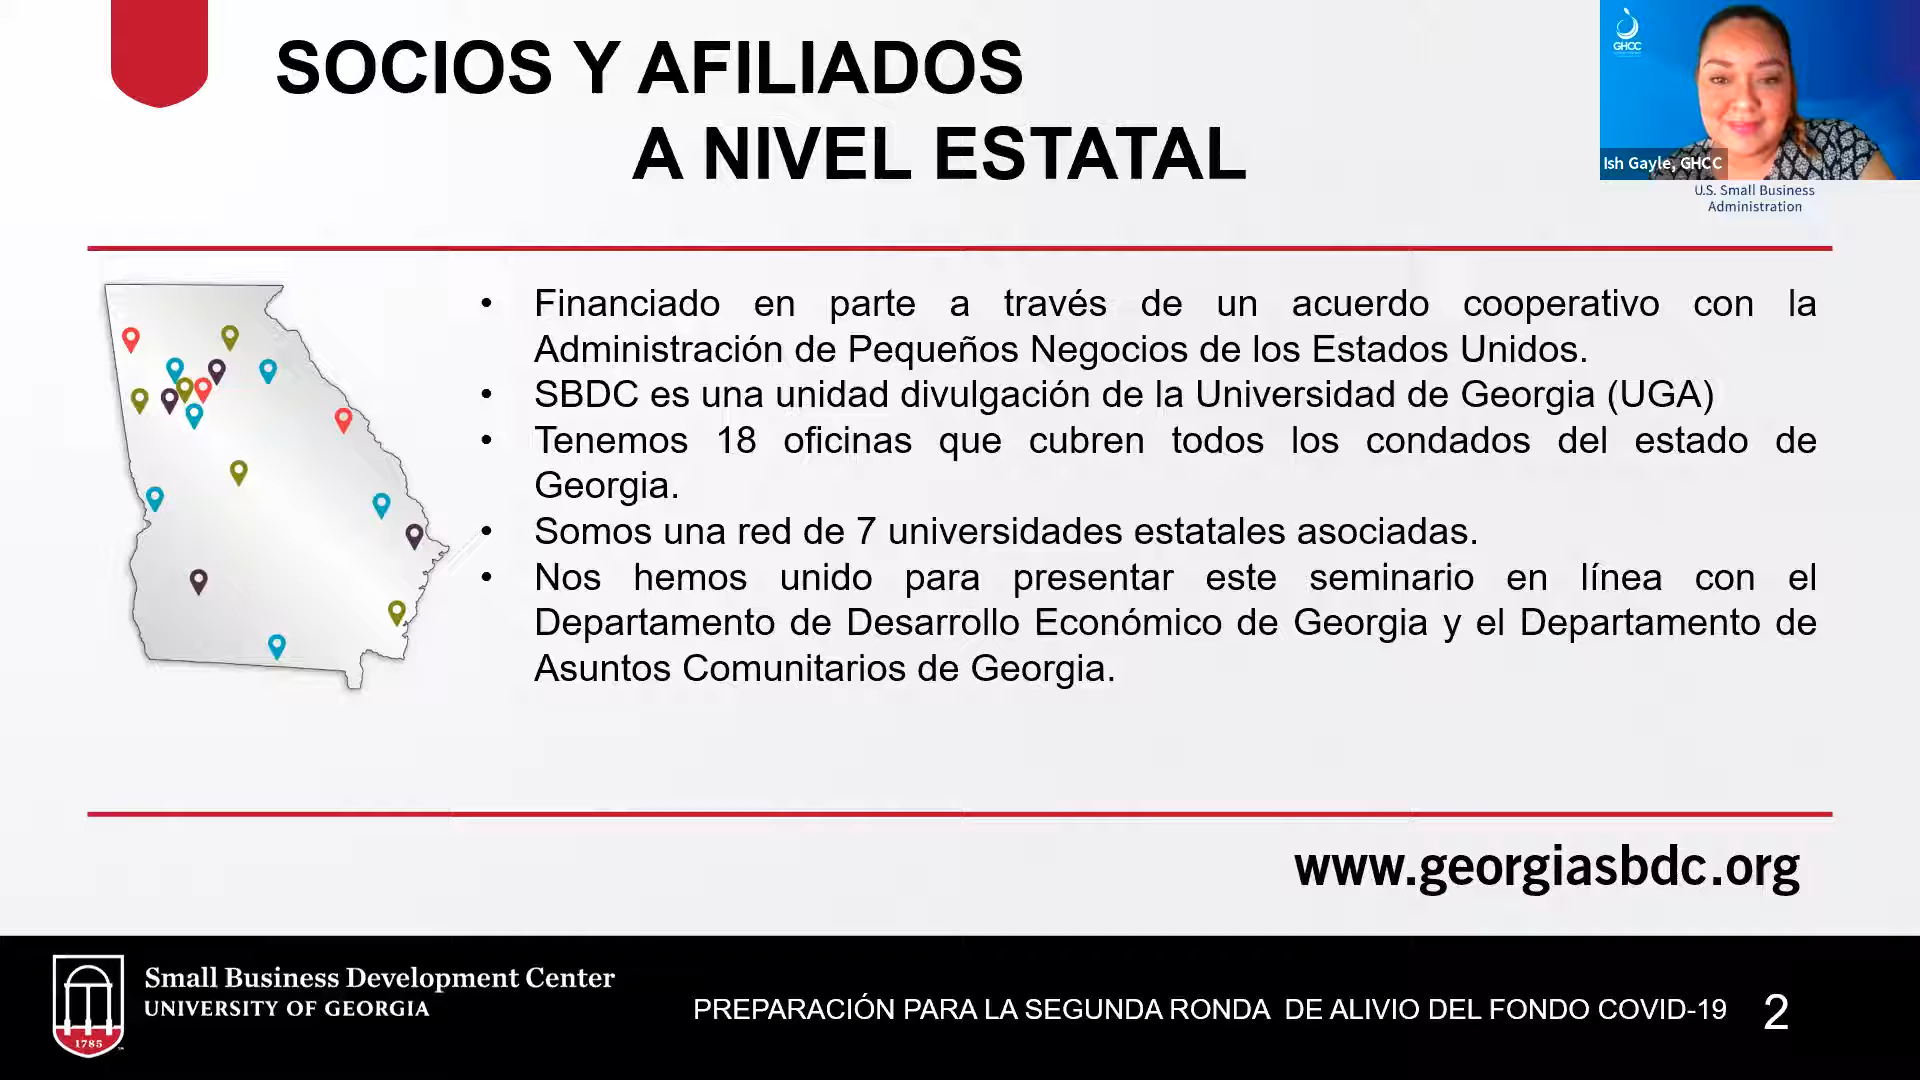 SOCIOS Y AFILIADOS
A NIVEL ESTATAL
GHCC
Ish Gayle, GHCC
U.S. Small Business
Administration
• Financiado en parte a través de un acuerdo cooperativo con la
Administración de Pequeños Negocios de los Estados Unidos.
• SBDC es una unidad divulgación de la Universidad de Georgia (UGA)
• Tenemos 18 oficinas que cubren todos los condados del estado de
Georgia.
• Somos una red de 7 universidades estatales asociadas.
• Nos hemos unido para presentar este seminario en línea con el
Departamento de Desarrollo Económico de Georgia y el Departamento de
Asuntos Comunitarios de Georgia.
www.georgiasbdc.org
Small Business Development Center
UNIVERSITY OF GEORGIA
1785
PREPARACIÓN PARA LA SEGUNDA RONDA DE ALIVIO DEL FONDO COVID-19
2